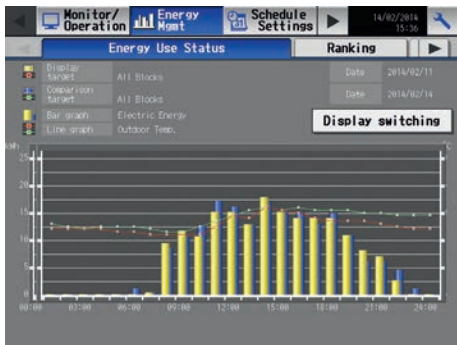 Monitor/ Operation
Energy Mgmt
Schedule Settings
14/02/2014
15:36
Energy Use Status
Ranking
Display target
All Blocks
Date
2014/02/11
Comparison target
All Blocks
Date
2014/02/14
Bar graph
Electric Energy
Line graph
Outdoor Temp.
Display switching
kWh
°C
25
20
15
10
5
0
00:00 03:00 06:00 09:00 12:00 15:00 18:00 21:00 24:00